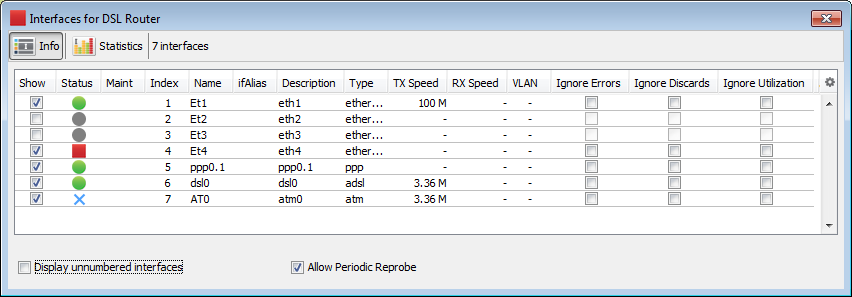 Interfaces for DSL Router
Info Statistics 7 interfaces
Show Status Maint Index Name ifAlias Description Type TX Speed RX Speed VLAN Ignore Errors Ignore Discards Ignore Utilization
1 Et1 eth1 ether... 100 M - -
2 Et2 eth2 ether... - -
3 Et3 eth3 ether... - -
4 Et4 eth4 ether... - -
5 ppp0.1 ppp0.1 ppp - -
6 dsl0 dsl0 adsl 3.36 M - -
7 AT0 atm0 atm 3.36 M - -
Display unnumbered interfaces Allow Periodic Reprobe